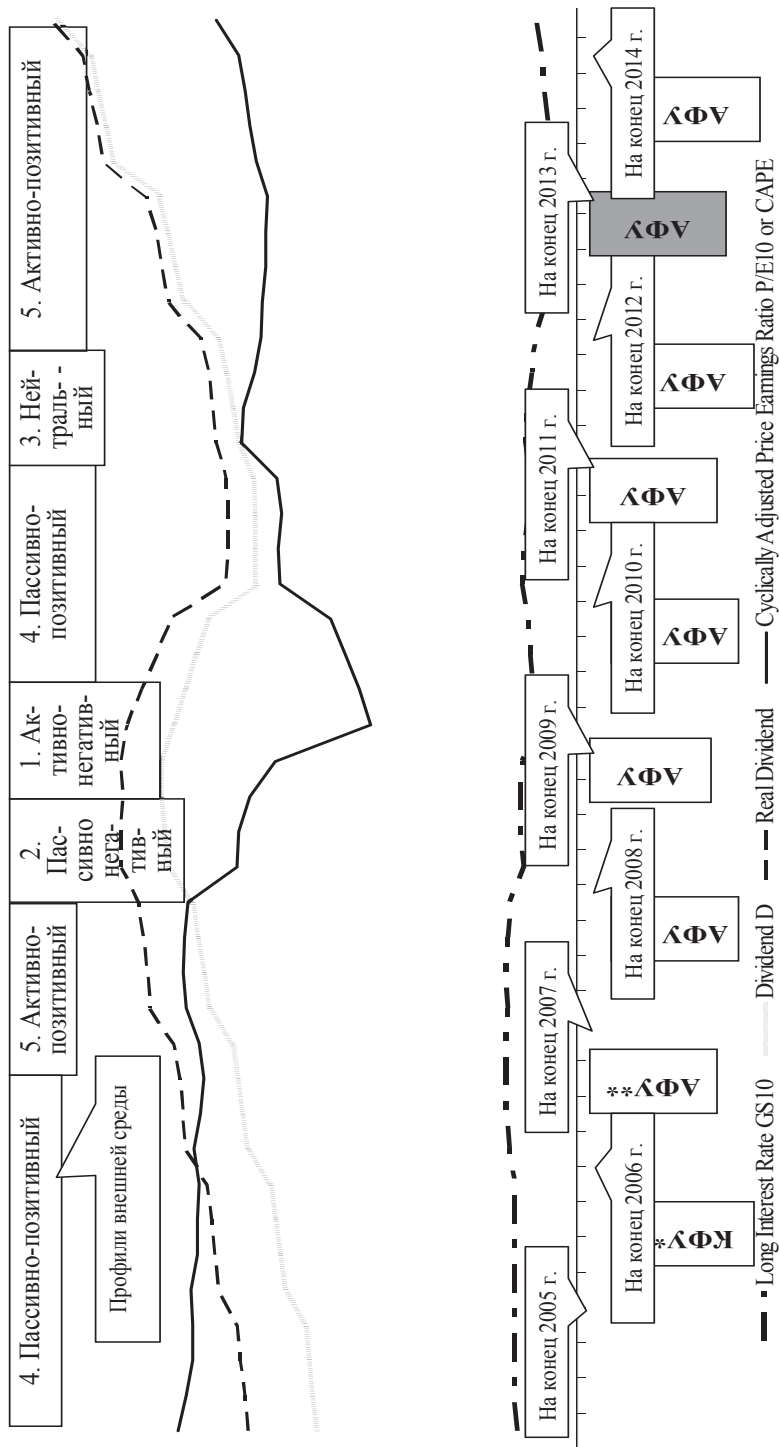 4. Пассивно-позитивный
Профили внешней среды
5. Активно-
позитивный
2.
Пас-
сивно
нега-
тив-
ный
1. Ак-
тивно-
негатив-
ный
4. Пассивно-
позитивный
3. Ней-
траль- -
ный
5. Активно-позитивный
На конец 2005 г.
На конец 2007 г.
На конец 2009 г.
На конец 2011 г.
На конец 2013 г.
На конец 2006 г.
На конец 2008 г.
На конец 2010 г.
На конец 2012 г.
На конец 2014 г.
КФУ*
АФУ**
АФУ
АФУ
АФУ
АФУ
АФУ
АФУ
АФУ
Long Interest Rate GS10
Dividend D
Real Dividend
Cyclically Adjusted Price Earnings Ratio P/E10 or CAPE